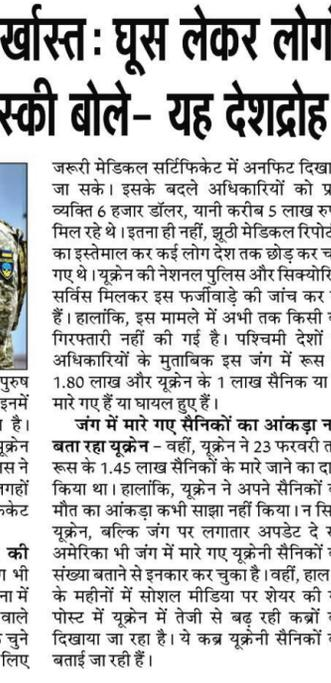 र्खास्त: घूस लेकर लोगों
स्की बोले- यह देशद्रोह
जरूरी मेडिकल सर्टिफिकेट में अनफिट दिखा
जा सके। इसके बदले अधिकारियों को प्र
व्यक्ति 6 हजार डॉलर, यानी करीब 5 लाख रु
मिल रहे थे। इतना ही नहीं, झूठी मेडिकल रिपोर्ट
का इस्तेमाल कर कई लोग देश तक छोड़ कर च
गए थे। यूक्रेन की नेशनल पुलिस और सिक्योरि
सर्विस मिलकर इस फर्जीवाड़े की जांच कर
हैं। हालांकि, इस मामले में अभी तक किसी
गिरफ्तारी नहीं की गई है। पश्चिमी देशों
अधिकारियों के मुताबिक इस जंग में रूस
1.80 लाख और यूक्रेन के 1 लाख सैनिक या
मारे गए हैं या घायल हुए हैं।
जंग में मारे गए सैनिकों का आंकड़ा न
बता रहा यूक्रेन – वहीं, यूक्रेन ने 23 फरवरी त
रूस के 1.45 लाख सैनिकों के मारे जाने का दा
किया था। हालांकि, यूक्रेन ने अपने सैनिकों
मौत का आंकड़ा कभी साझा नहीं किया। न सि
यूक्रेन, बल्कि जंग पर लगातार अपडेट दे र
अमेरिका भी जंग में मारे गए यूक्रेनी सैनिकों
संख्या बताने से इनकार कर चुका है। वहीं, हाल
के महीनों में सोशल मीडिया पर शेयर की
पोस्ट में यूक्रेन में तेजी से बढ़ रही कब्रों
दिखाया जा रहा है। ये कब्र यूक्रेनी सैनिकों
बताई जा रही हैं।
पुरुष
इनमें
है।
यूक्रेन
स ने
जगहों
फकेट
की
भी
ना में
वाले
चुने
लिए